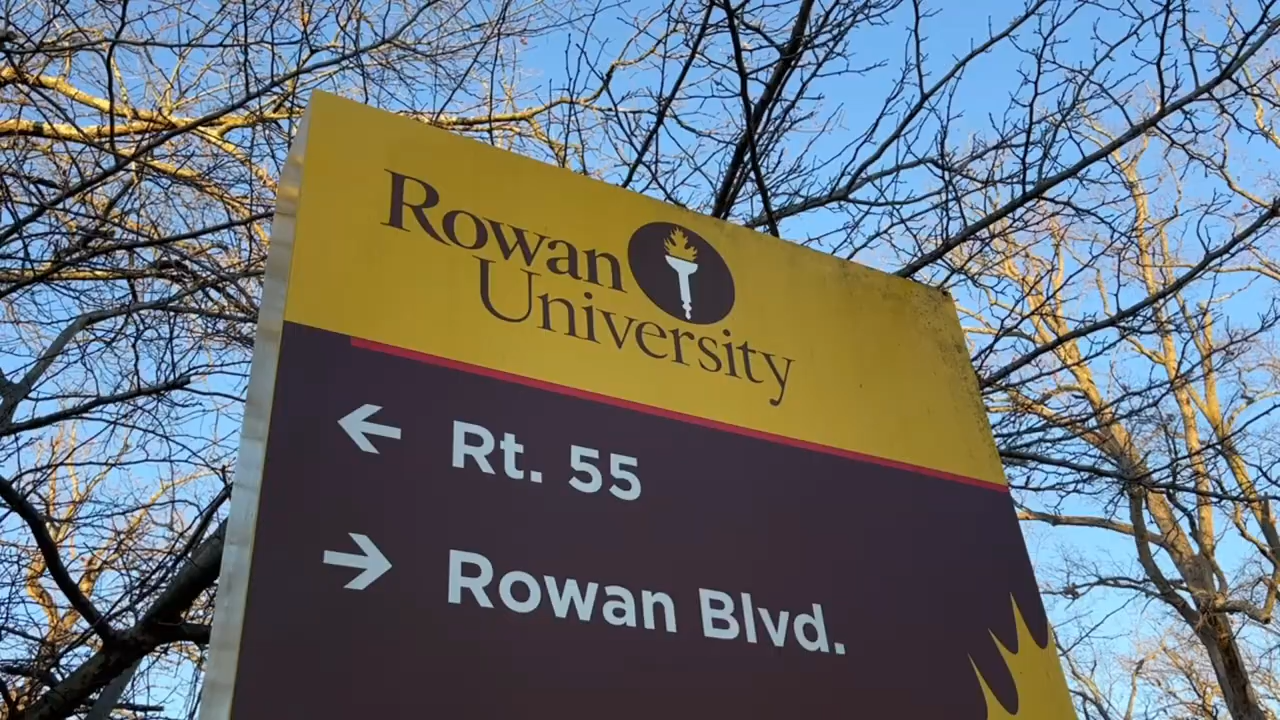 Rowan
University
← Rt. 55
→ Rowan Blvd.